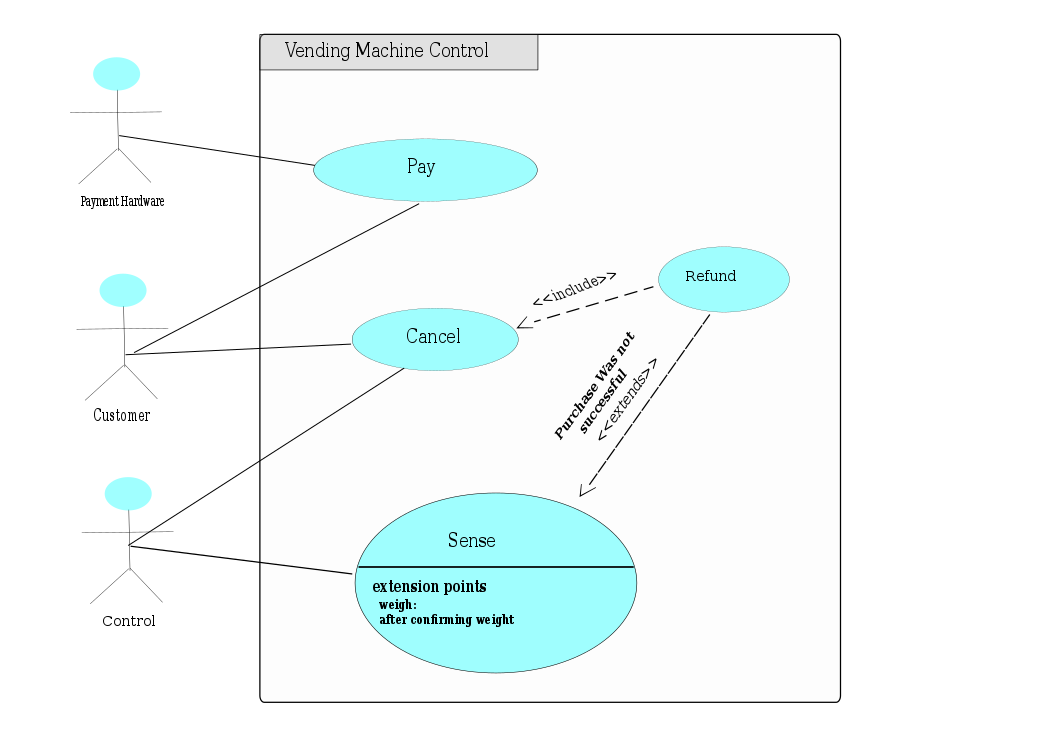 Vending Machine Control
Payment Hardware
Pay
<<include>>
Refund
Cancel
Purchase Was not
successful
<<extends>>
Customer
Sense
extension points
weigh:
after confirming weight
Control